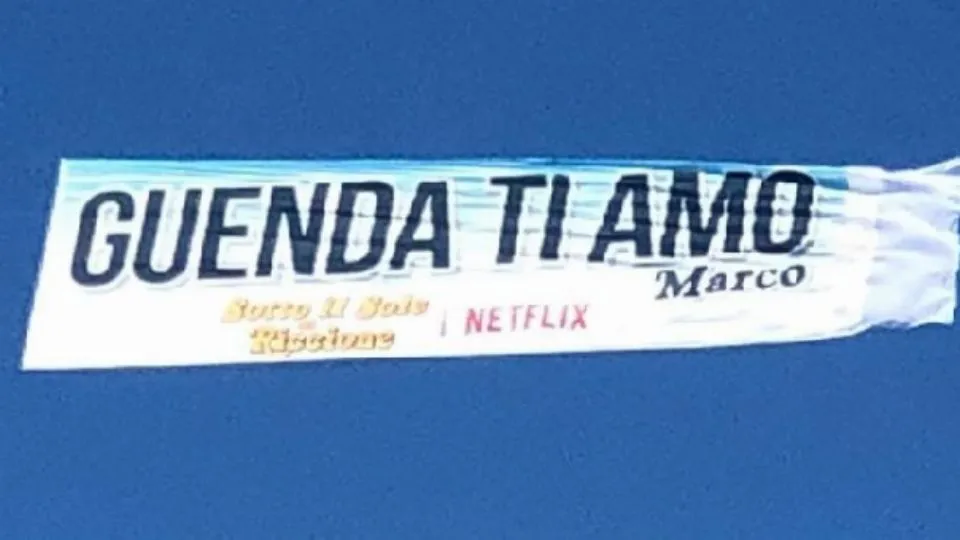 GUENDA TI AMO
Marco
Sotto il Sole
di
Riccione
| NETFLIX